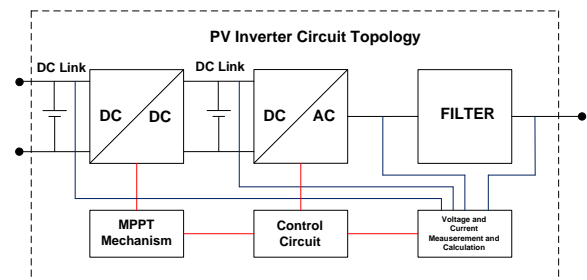 PV Inverter Circuit Topology
DC Link
DC Link
DC
DC
DC
AC
FILTER
MPPT
Mechanism
Control
Circuit
Voltage and
Current
Meauserement and
Calculation